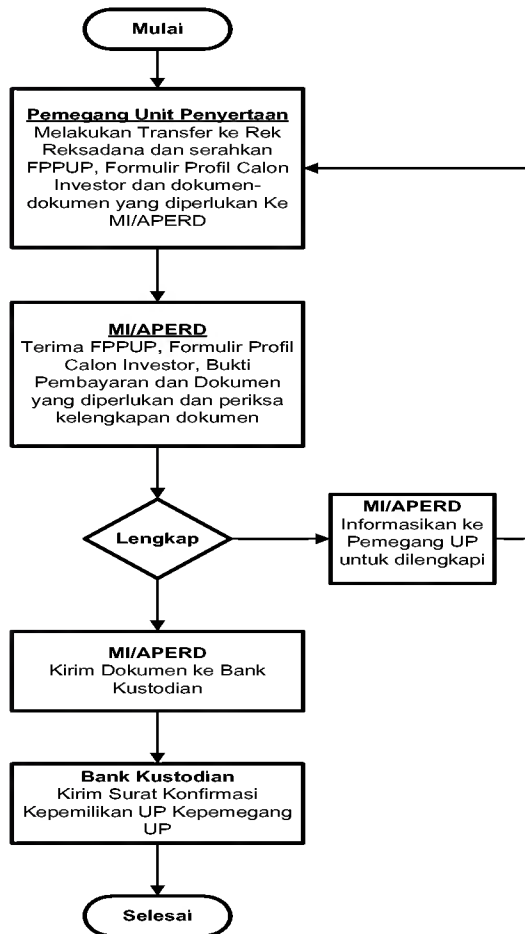 Mulai
Pemegang Unit Penyertaan
Melakukan Transfer ke Rek
Reksadana dan serahkan
FPPUP, Formulir Profil Calon
Investor dan dokumen-
dokumen yang diperlukan Ke
MI/APERD
MI/APERD
Terima FPPUP, Formulir Profil
Calon Investor, Bukti
Pembayaran dan Dokumen
yang diperlukan dan periksa
kelengkapan dokumen
Lengkap
MI/APERD
Informasikan ke
Pemegang UP
untuk dilengkapi
MI/APERD
Kirim Dokumen ke Bank
Kustodian
Bank Kustodian
Kirim Surat Konfirmasi
Kepemilikan UP Kepemegang
UP
Selesai